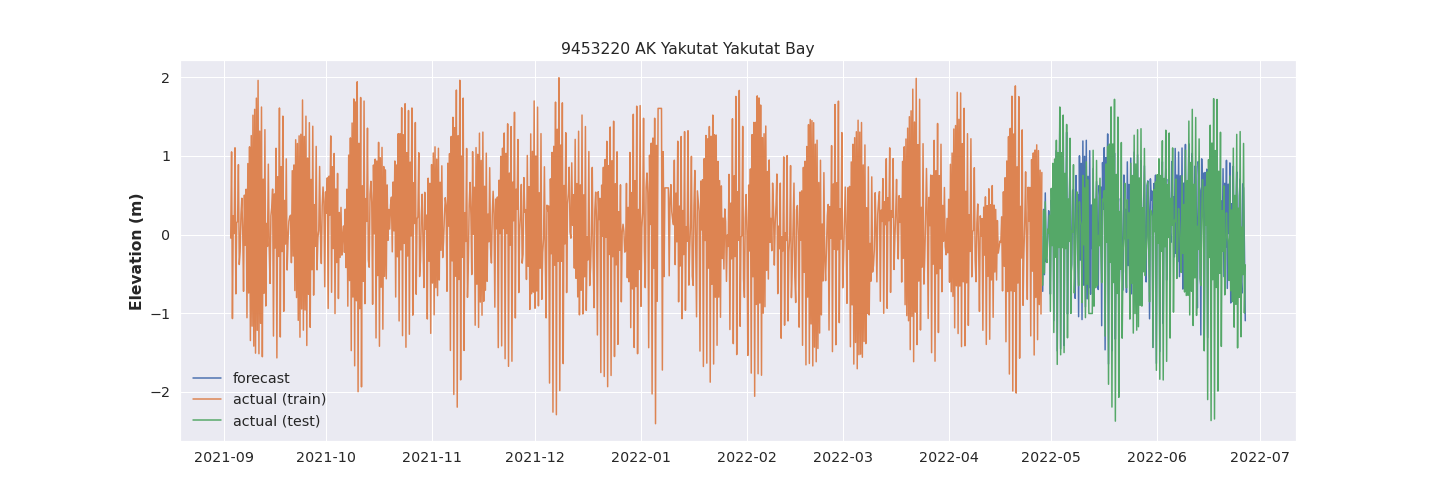 9453220 AK Yakutat Yakutat Bay
Elevation (m)
2
1
0
−1
−2
forecast
actual (train)
actual (test)
2021-09 2021-10 2021-11 2021-12 2022-01 2022-02 2022-03 2022-04 2022-05 2022-06 2022-07